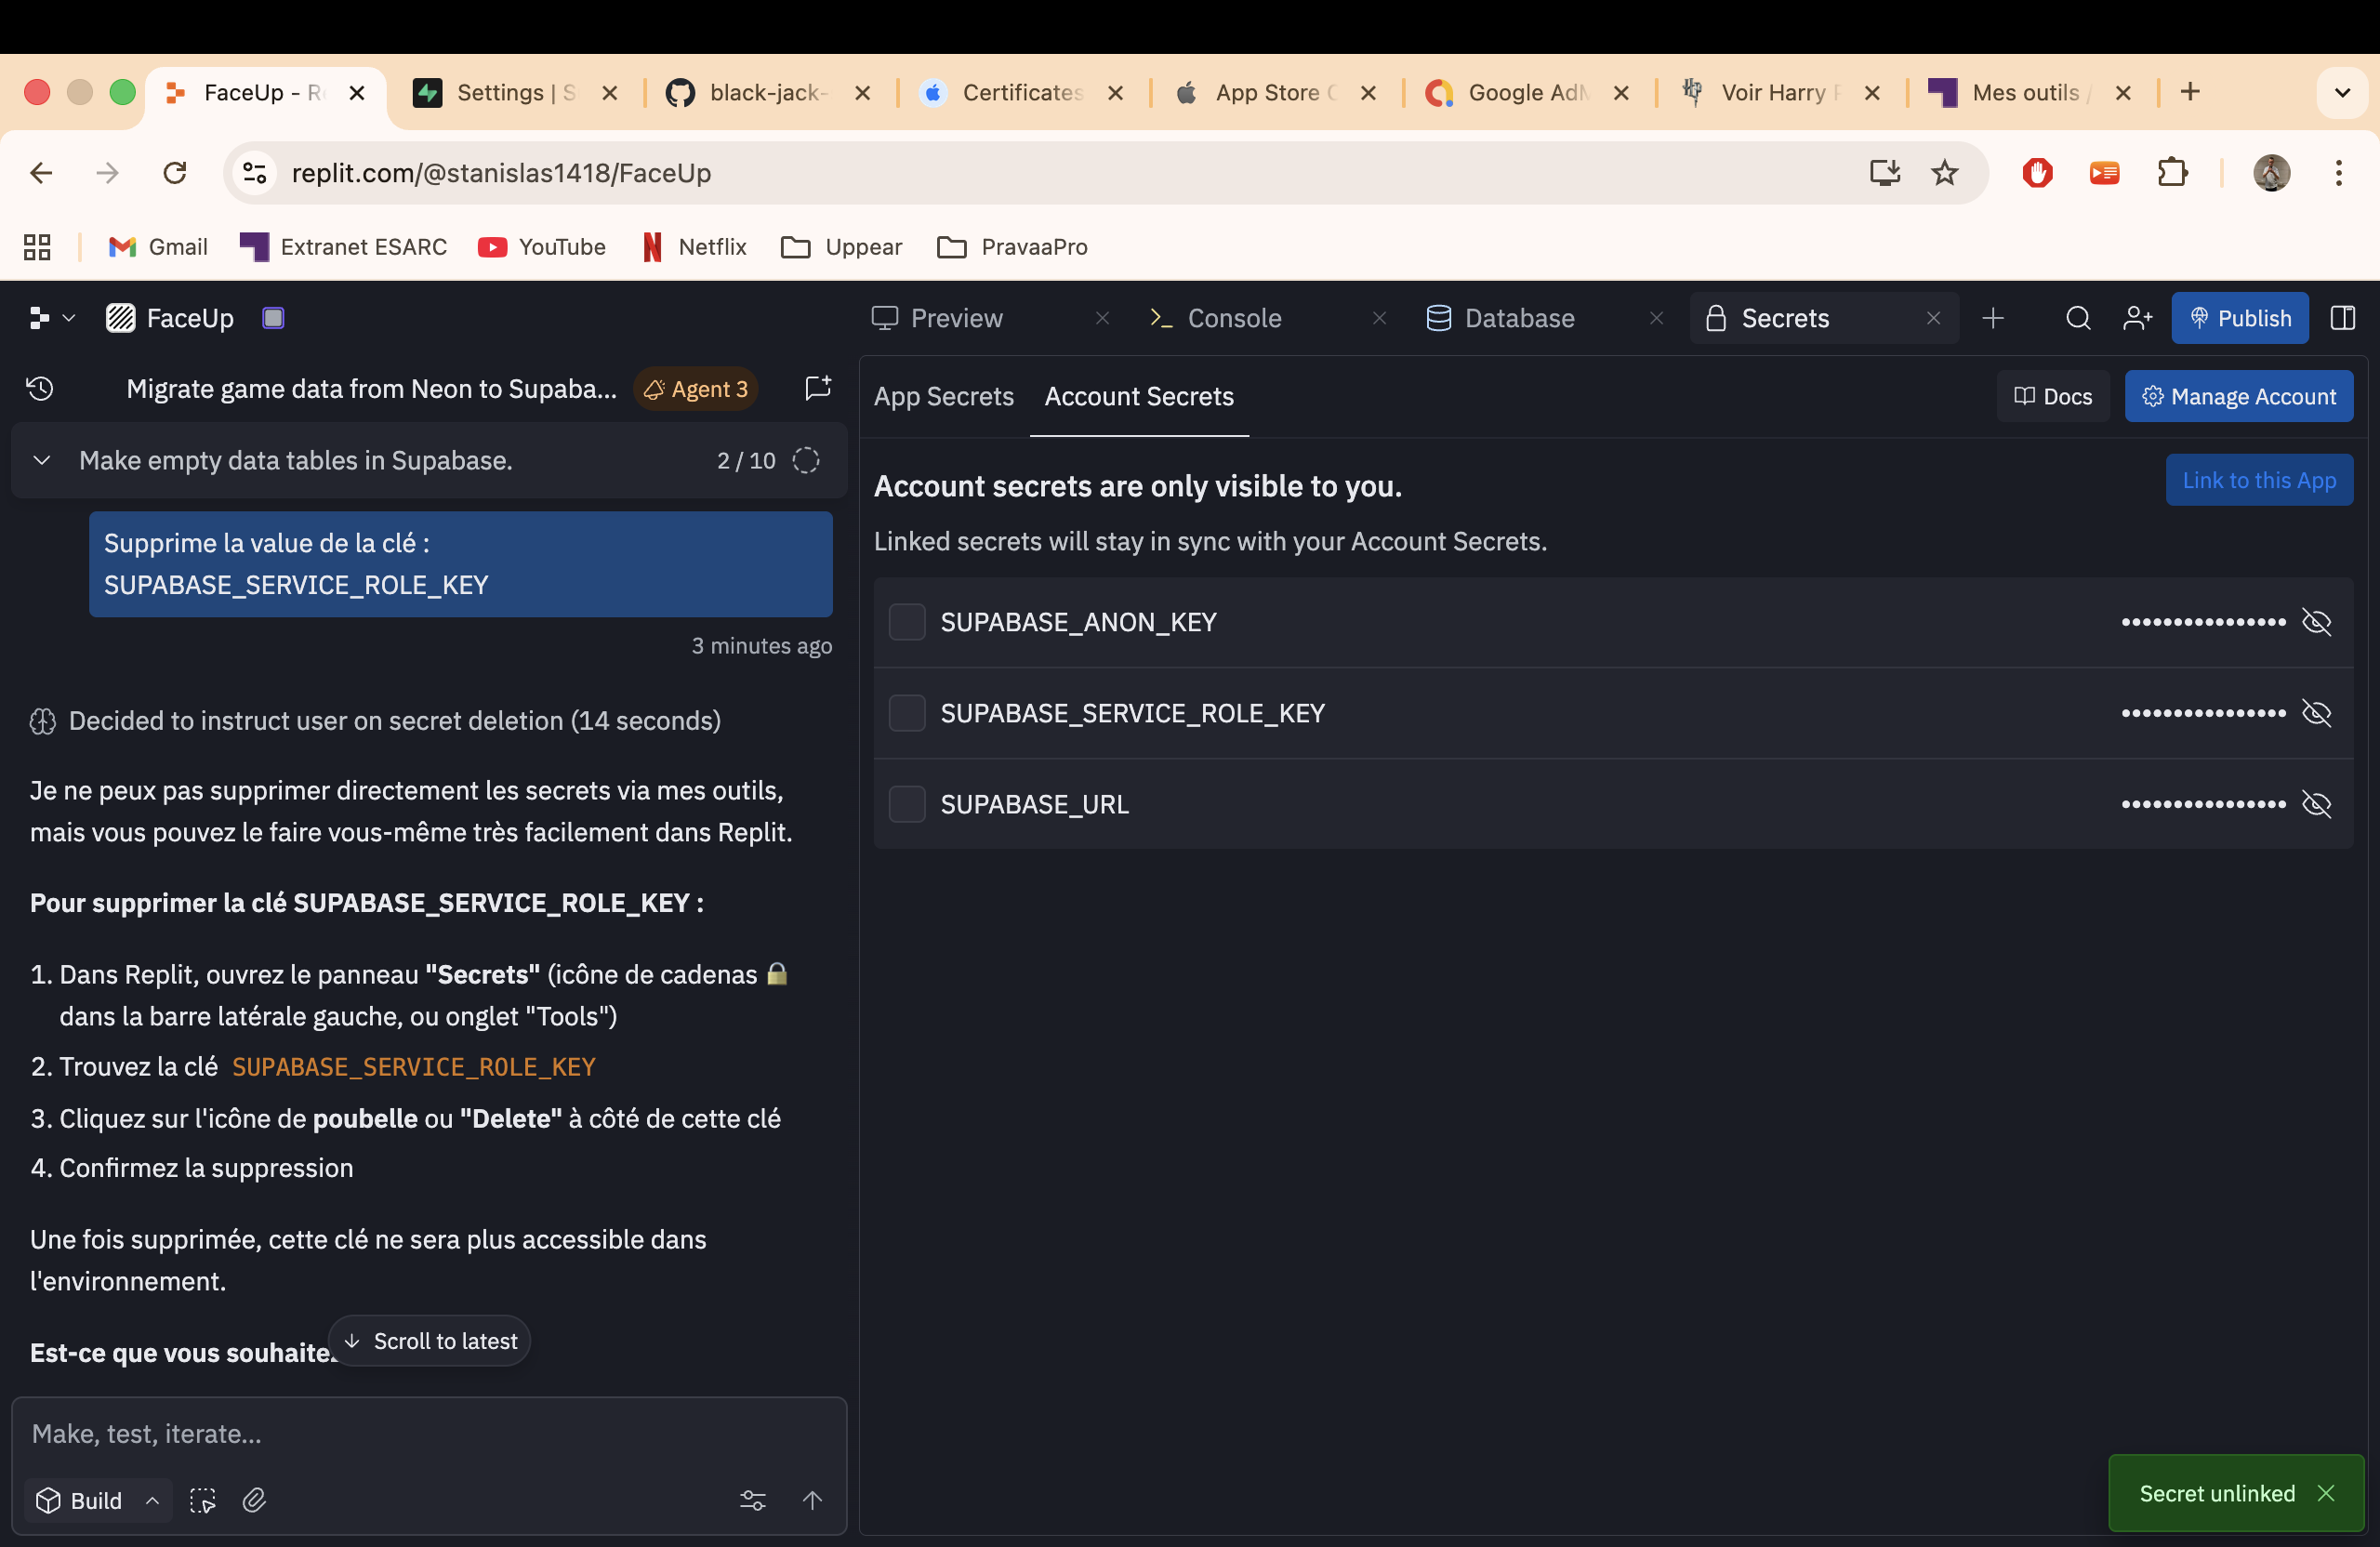 FaceUp - Re
Settings | S
black-jack-
Certificates
App Store C
Google AdM
Voir Harry P
Mes outils /
replit.com/@stanislas1418/FaceUp
Gmail
Extranet ESARC
YouTube
Netflix
Uppear
PravaaPro
FaceUp
Preview
Console
Database
Secrets
Publish
Migrate game data from Neon to Supaba...
Agent 3
Make empty data tables in Supabase.
2 / 10
Supprime la value de la clé :
SUPABASE_SERVICE_ROLE_KEY
3 minutes ago
Decided to instruct user on secret deletion (14 seconds)
Je ne peux pas supprimer directement les secrets via mes outils,
mais vous pouvez le faire vous-même très facilement dans Replit.
Pour supprimer la clé SUPABASE_SERVICE_ROLE_KEY :
1. Dans Replit, ouvrez le panneau "Secrets" (icône de cadenas 🔒
dans la barre latérale gauche, ou onglet "Tools")
2. Trouvez la clé SUPABASE_SERVICE_ROLE_KEY
3. Cliquez sur l'icône de poubelle ou "Delete" à côté de cette clé
4. Confirmez la suppression
Une fois supprimée, cette clé ne sera plus accessible dans
l'environnement.
Est-ce que vous souhaitez
Scroll to latest
Make, test, iterate...
Build
App Secrets
Account Secrets
Docs
Manage Account
Account secrets are only visible to you.
Link to this App
Linked secrets will stay in sync with your Account Secrets.
SUPABASE_ANON_KEY
••••••••••••••••
SUPABASE_SERVICE_ROLE_KEY
••••••••••••••••
SUPABASE_URL
••••••••••••••••
Secret unlinked